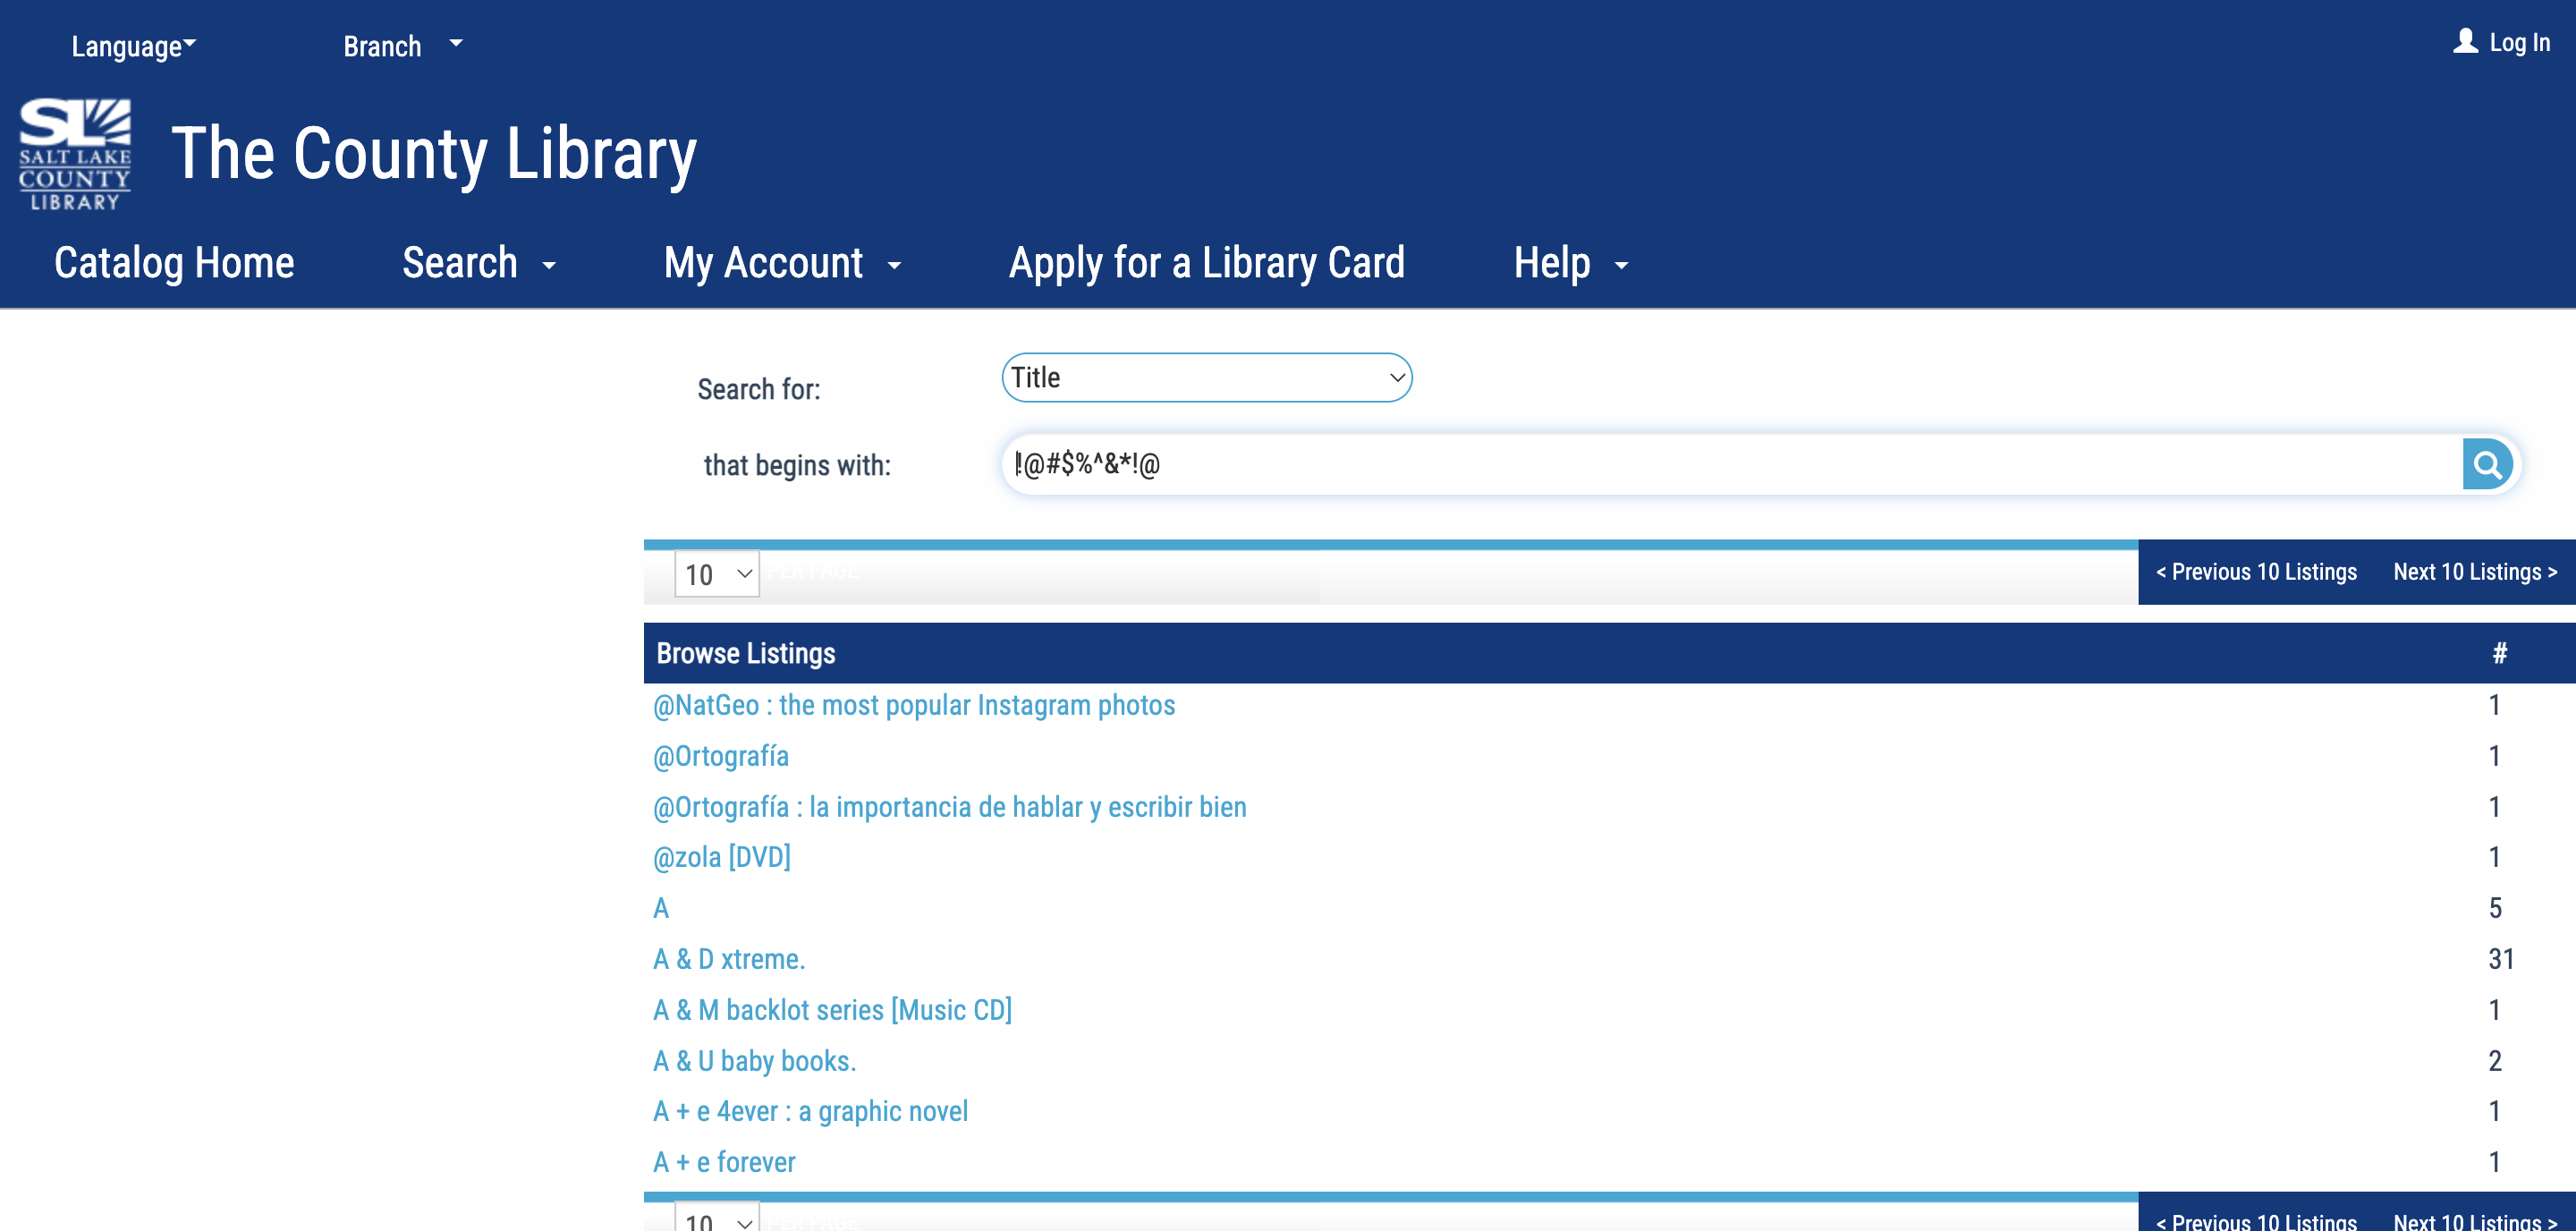 Language
Branch
Log In
SL
SALT LAKE
COUNTY
LIBRARY
The County Library
Catalog Home
Search
My Account
Apply for a Library Card
Help
Search for:
Title
that begins with:
!@#$%^&*!@
10
PER PAGE
< Previous 10 Listings
Next 10 Listings >
Browse Listings #
@NatGeo : the most popular Instagram photos 1
@Ortografía 1
@Ortografía : la importancia de hablar y escribir bien 1
@zola [DVD] 1
A 5
A & D xtreme. 31
A & M backlot series [Music CD] 1
A & U baby books. 2
A + e 4ever : a graphic novel 1
A + e forever 1
10
PER PAGE
< Previous 10 Listings
Next 10 Listings >